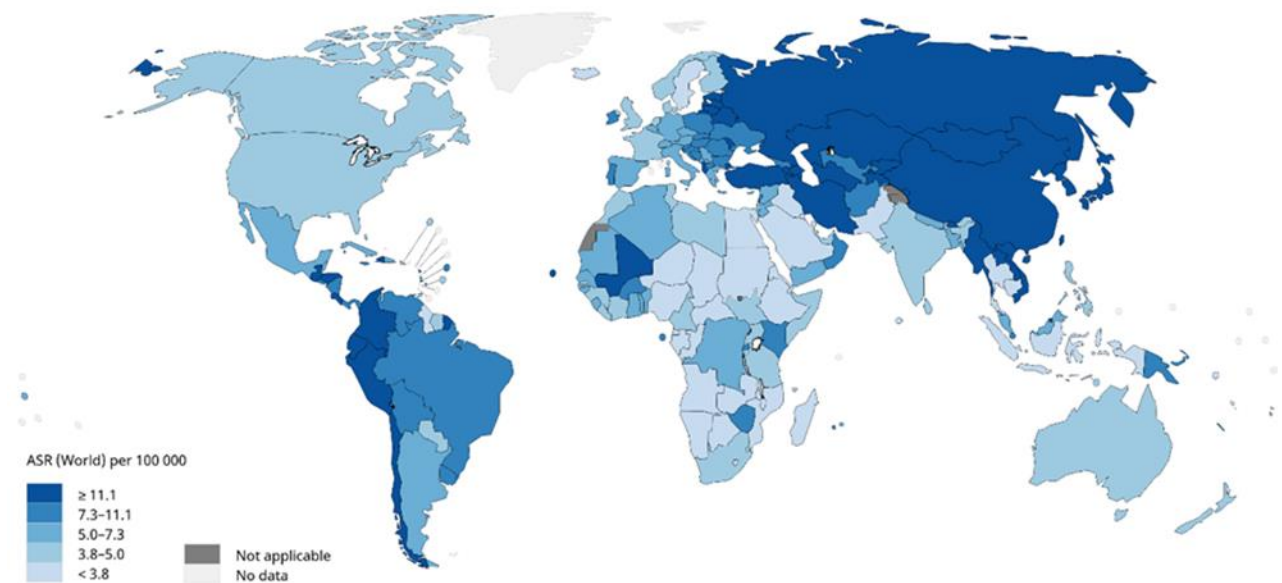 ASR (World) per 100 000
≥ 11.1
7.3–11.1
5.0–7.3
3.8–5.0
< 3.8
Not applicable
No data